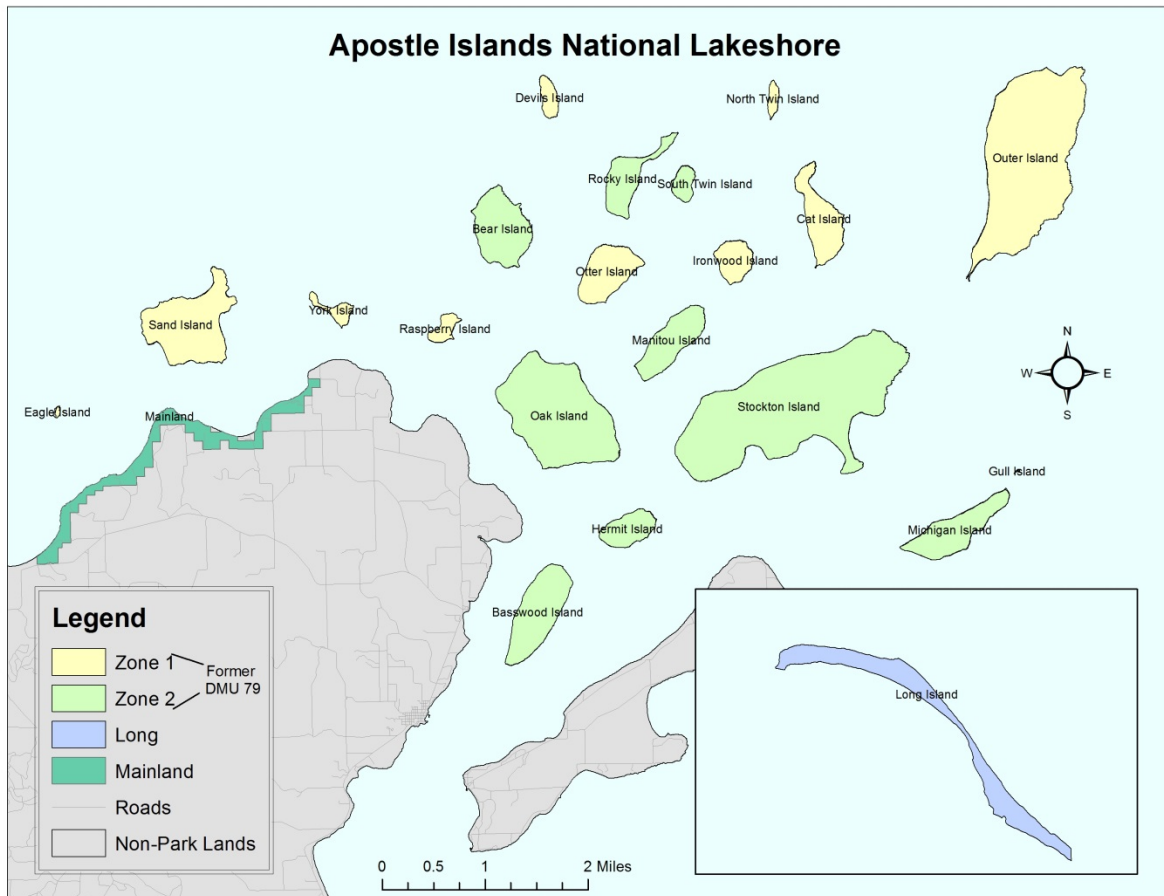 Apostle Islands National Lakeshore
Devils Island
North Twin Island
Outer Island
Rocky Island
South Twin Island
Cat Island
Bear Island
Otter Island
Ironwood Island
Sand Island
York Island
Raspberry Island
Manitou Island
N
W
E
S
Eagle Island
Mainland
Oak Island
Stockton Island
Gull Island
Hermit Island
Michigan Island
Basswood Island
Long Island
Legend
Zone 1
Zone 2
Former
DMU 79
Long
Mainland
Roads
Non-Park Lands
0 0.5 1 2 Miles